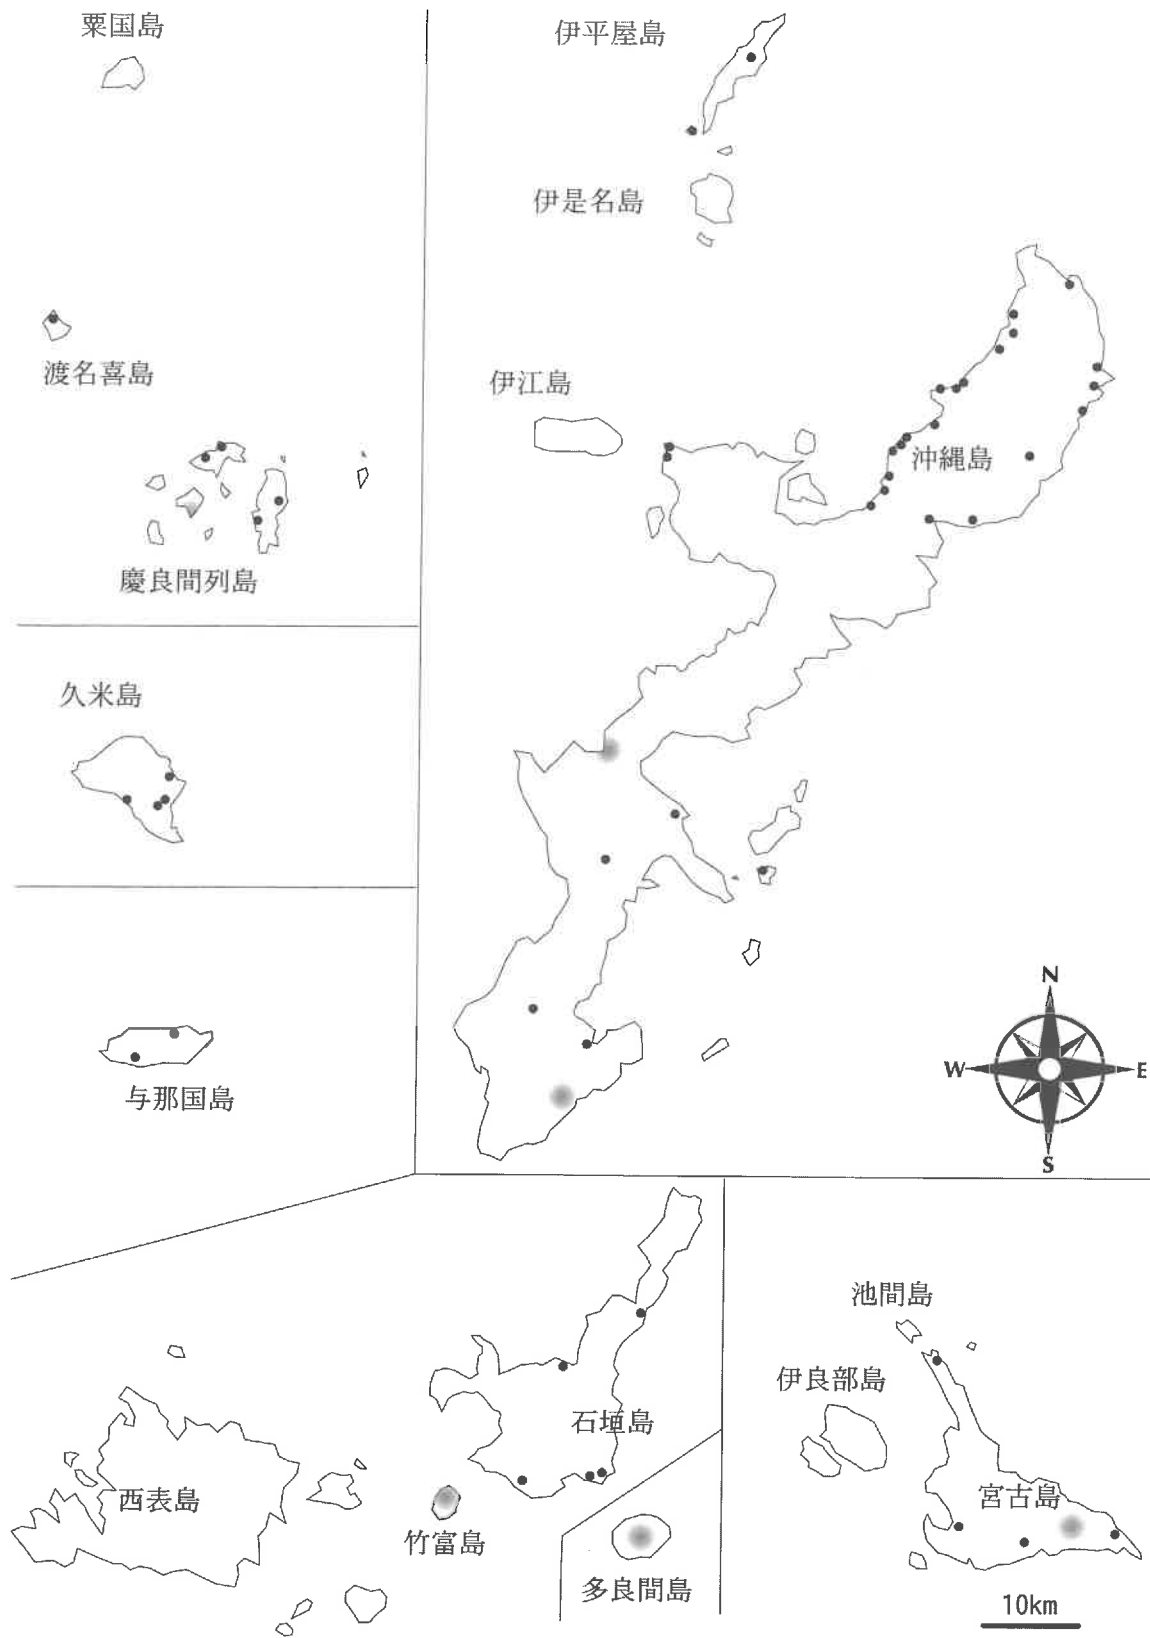 粟国島
伊平屋島
伊是名島
渡名喜島
伊江島
沖縄島
慶良間列島
久米島
N
W
E
S
与那国島
池間島
伊良部島
石垣島
宮古島
西表島
竹富島
多良間島
10km